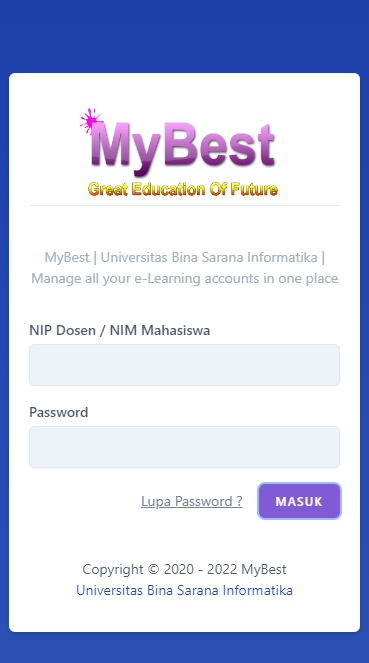 MyBest
Great Education Of Future
MyBest | Universitas Bina Sarana Informatika |
Manage all your e-Learning accounts in one place
NIP Dosen / NIM Mahasiswa
Password
Lupa Password ?
MASUK
Copyright © 2020 - 2022 MyBest
Universitas Bina Sarana Informatika